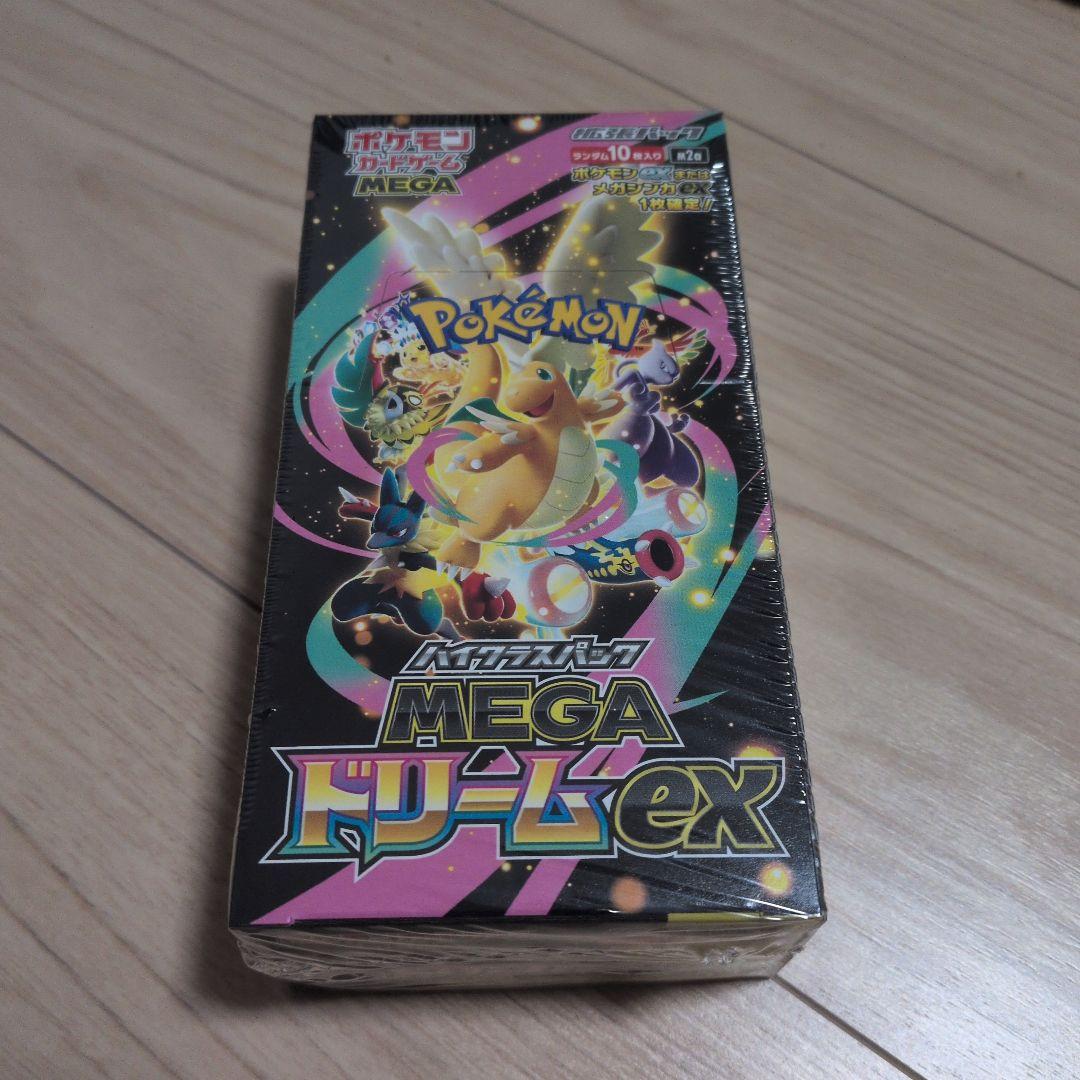 ポケモン
カードゲーム
MEGA
拡張パック
ランダム10枚入り M2a
ポケモンexまたは
メガシンカex
1枚確定!
POKéMON
ハイクラスパック
MEGA
ドリームex